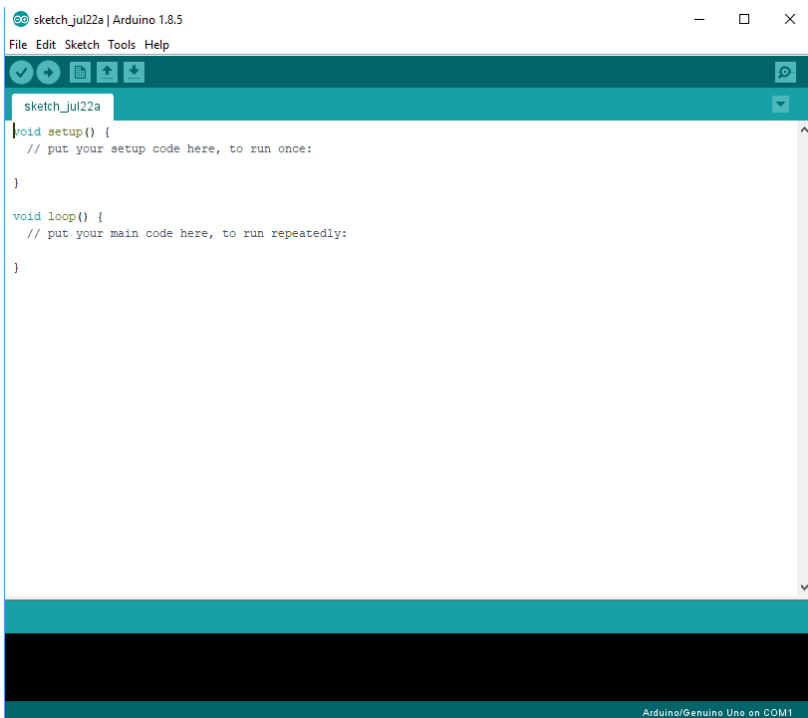 sketch_jul22a | Arduino 1.8.5
File Edit Sketch Tools Help
sketch_jul22a
void setup() {
  // put your setup code here, to run once:
}
void loop() {
  // put your main code here, to run repeatedly:
}
Arduino/Genuino Uno on COM1